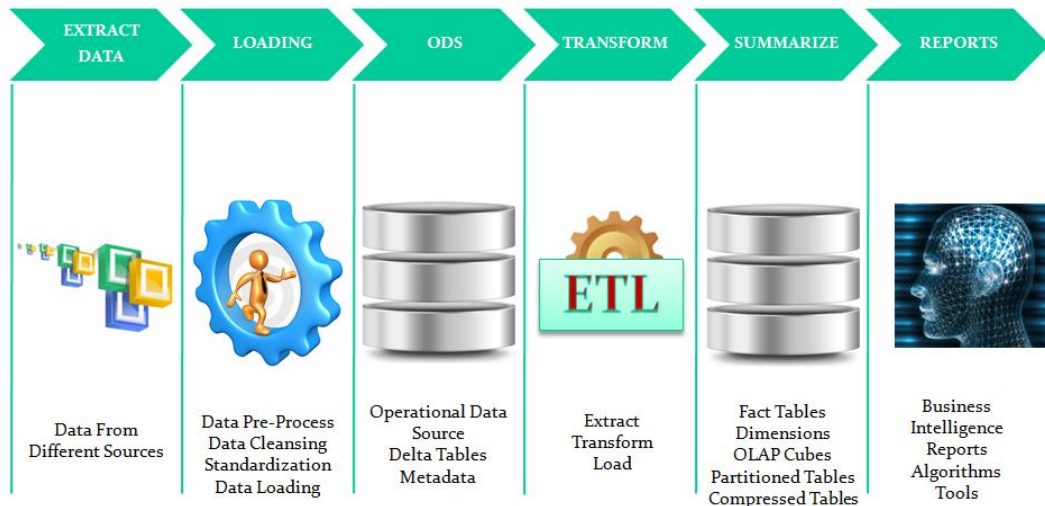 EXTRACT
DATA
LOADING
ODS
TRANSFORM
SUMMARIZE
REPORTS
ETL
Data From
Different Sources
Data Pre-Process
Data Cleansing
Standardization
Data Loading
Operational Data
Source
Delta Tables
Metadata
Extract
Transform
Load
Fact Tables
Dimensions
OLAP Cubes
Partitioned Tables
Compressed Tables
Business
Intelligence
Reports
Algorithms
Tools